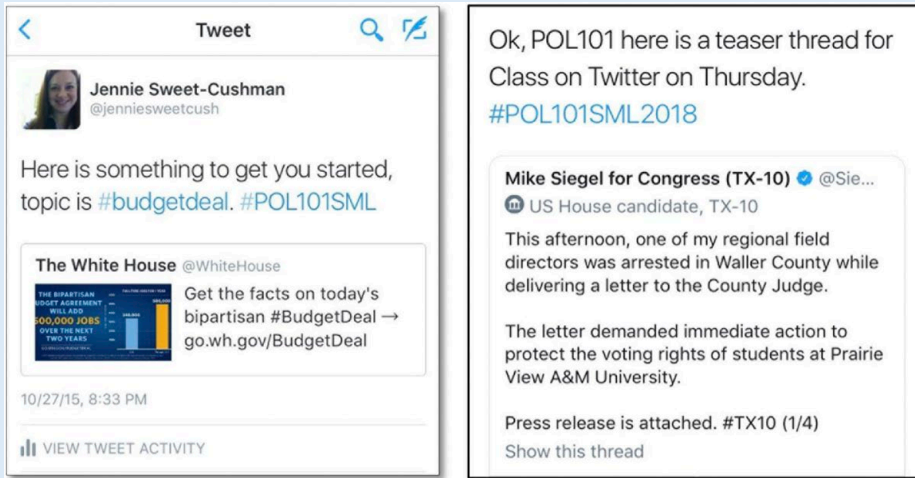 Tweet
Jennie Sweet-Cushman
@jenniesweetcush
Here is something to get you started,
topic is #budgetdeal. #POL101SML
The White House @WhiteHouse
THE BIPARTISAN
BUDGET AGREEMENT
WILL ADD
500,000 JOBS
OVER THE NEXT
TWO YEARS
Get the facts on today's
bipartisan #BudgetDeal →
go.wh.gov/BudgetDeal
10/27/15, 8:33 PM
VIEW TWEET ACTIVITY
Ok, POL101 here is a teaser thread for
Class on Twitter on Thursday.
#POL101SML2018
Mike Siegel for Congress (TX-10) @Sie...
US House candidate, TX-10
This afternoon, one of my regional field
directors was arrested in Waller County while
delivering a letter to the County Judge.
The letter demanded immediate action to
protect the voting rights of students at Prairie
View A&M University.
Press release is attached. #TX10 (1/4)
Show this thread